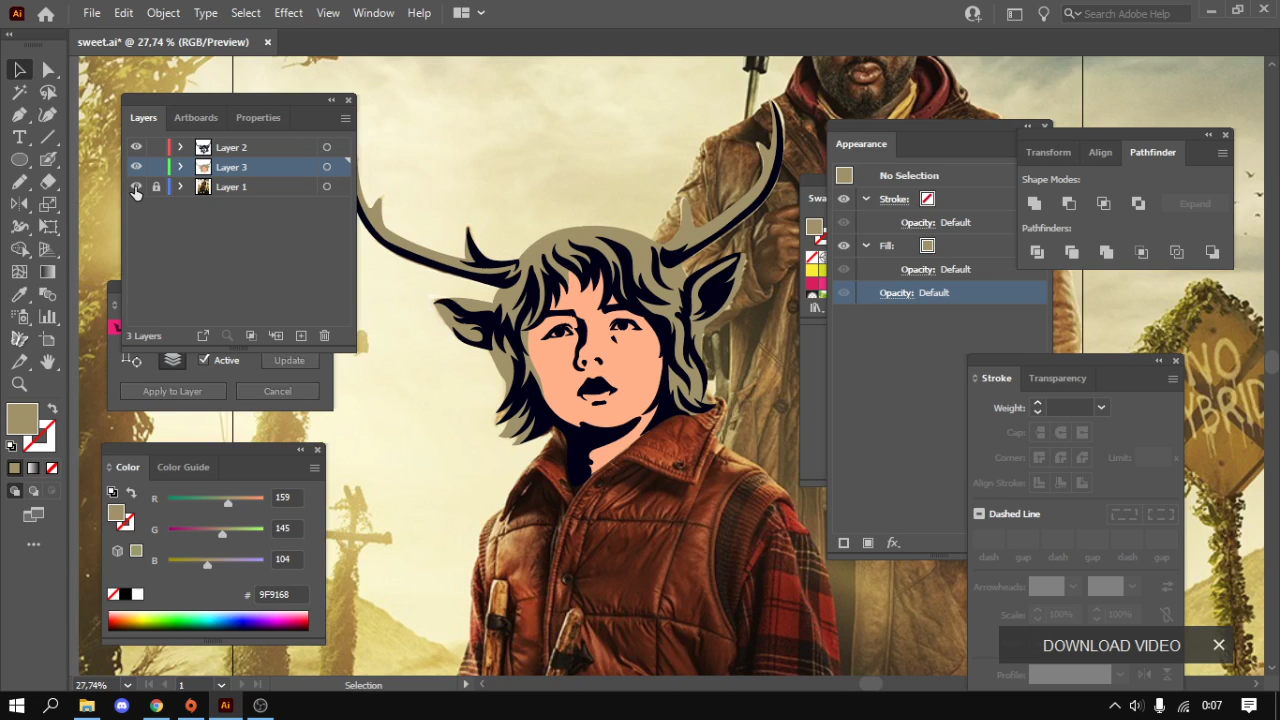 Ai File Edit Object Type Select Effect View Window Help Search Adobe Help
sweet.ai* @ 27,74 % (RGB/Preview)
Layers Artboards Properties
Layer 2
Layer 3
Layer 1
3 Layers
Active Update
Apply to Layer Cancel
Color Color Guide
R 159
G 145
B 104
# 9F9168
Swa
Appearance
No Selection
Stroke:
Opacity: Default
Fill:
Opacity: Default
Opacity: Default
fx
Transform Align Pathfinder
Shape Modes:
Expand
Pathfinders:
NO
HYBRID
Stroke Transparency
Weight:
Cap:
Corner: Limit: x
Align Stroke:
Dashed Line
dash gap dash gap dash gap
Arrowheads:
Scale: 100% 100%
DOWNLOAD VIDEO
Profile:
27,74% 1 Selection
Ai 0:07